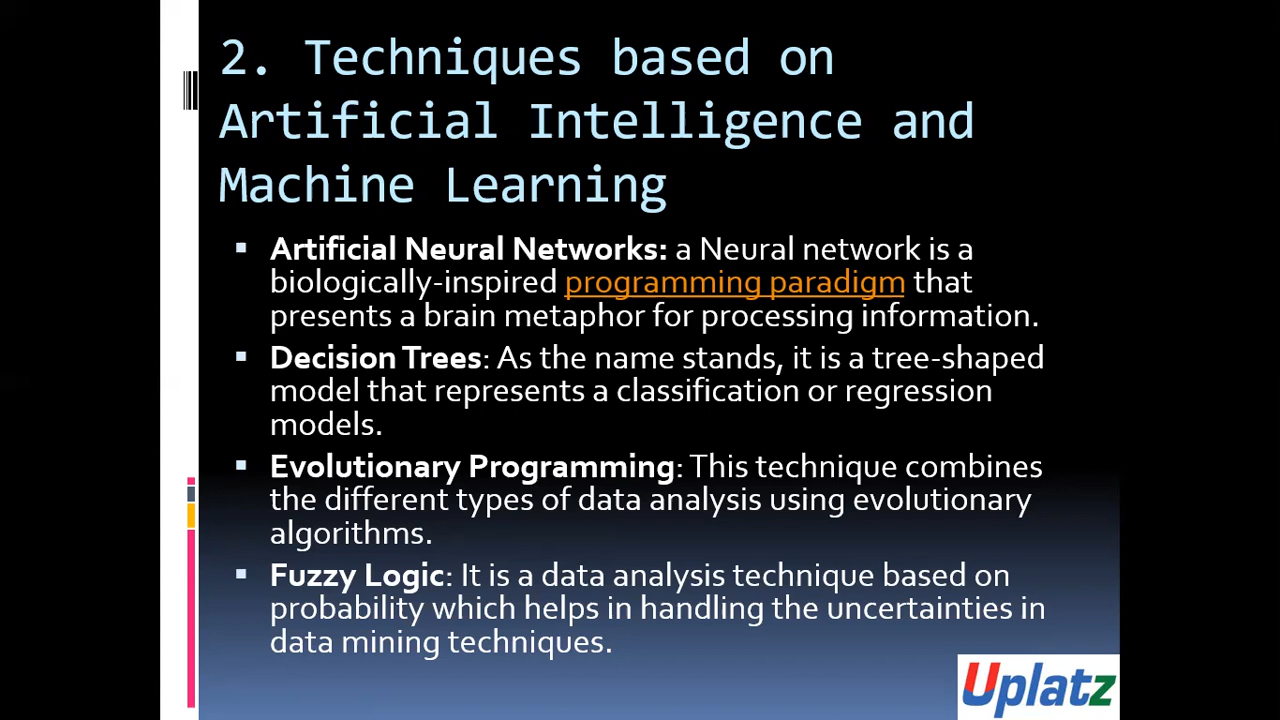 2. Techniques based on
Artificial Intelligence and
Machine Learning
▪ Artificial Neural Networks: a Neural network is a
biologically-inspired programming paradigm that
presents a brain metaphor for processing information.
▪ Decision Trees: As the name stands, it is a tree-shaped
model that represents a classification or regression
models.
▪ Evolutionary Programming: This technique combines
the different types of data analysis using evolutionary
algorithms.
▪ Fuzzy Logic: It is a data analysis technique based on
probability which helps in handling the uncertainties in
data mining techniques.
Uplatz